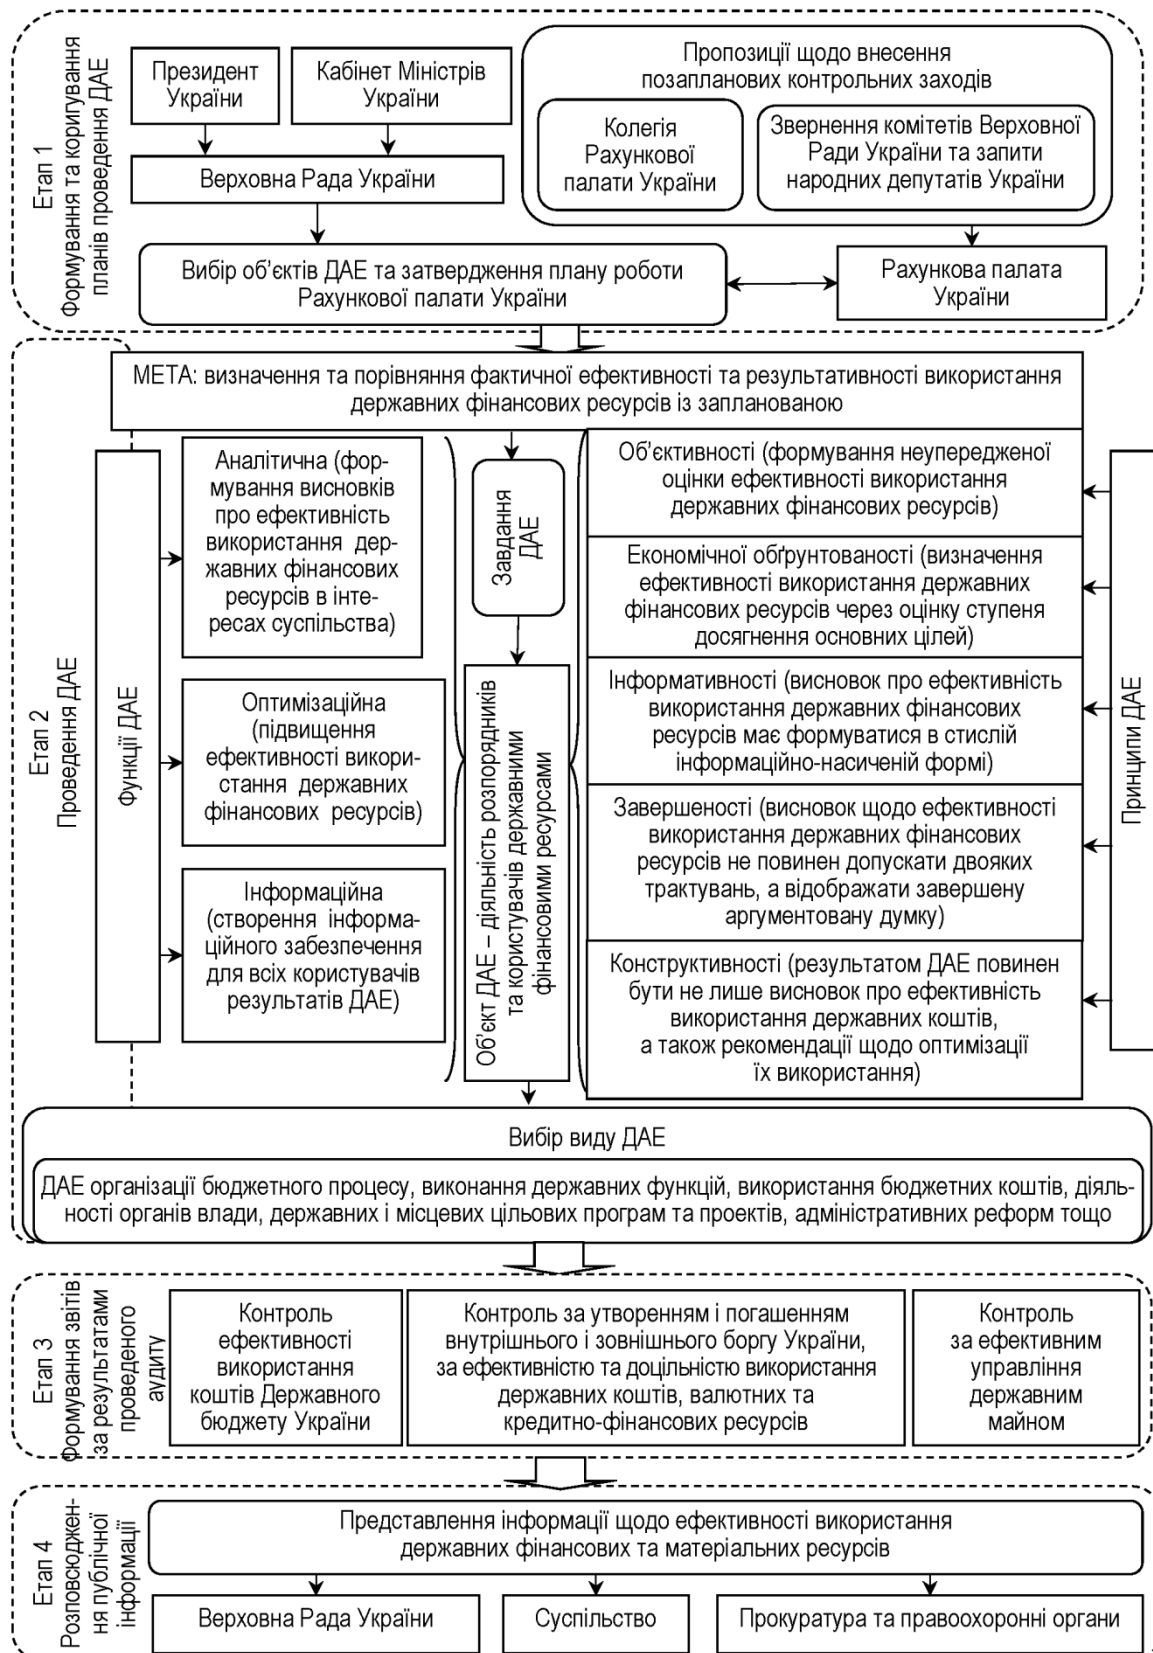 Етап 1
Формування та коригування
планів проведення ДАЕ
Президент
України
Кабінет Міністрів
України
Верховна Рада України
Пропозиції щодо внесення
позапланових контрольних заходів
Колегія
Рахункової
палати України
Звернення комітетів Верховної
Ради України та запити
народних депутатів України
Вибір об’єктів ДАЕ та затвердження плану роботи
Рахункової палати України
Рахункова палата
України
Етап 2
Проведення ДАЕ
МЕТА: визначення та порівняння фактичної ефективності та результативності використання
державних фінансових ресурсів із запланованою
Функції ДАЕ
Аналітична (фор-
мування висновків
про ефективність
використання дер-
жавних фінансових
ресурсів в інте-
ресах суспільства)
Оптимізаційна
(підвищення
ефективності викори-
стання державних
фінансових ресурсів)
Інформаційна
(створення інформа-
ційного забезпечення
для всіх користувачів
результатів ДАЕ)
Завдання
ДАЕ
Об’єкт ДАЕ – діяльність розпорядників
та користувачів державними
фінансовими ресурсами
Об’єктивності (формування неупередженої
оцінки ефективності використання
державних фінансових ресурсів)
Економічної обґрунтованості (визначення
ефективності використання державних
фінансових ресурсів через оцінку ступеня
досягнення основних цілей)
Інформативності (висновок про ефективність
використання державних фінансових
ресурсів має формуватися в стислій
інформаційно-насиченій формі)
Завершеності (висновок щодо ефективності
використання державних фінансових
ресурсів не повинен допускати двояких
трактувань, а відображати завершену
аргументовану думку)
Конструктивності (результатом ДАЕ повинен
бути не лише висновок про ефективність
використання державних коштів,
а також рекомендації щодо оптимізації
їх використання)
Принципи ДАЕ
Вибір виду ДАЕ
ДАЕ організації бюджетного процесу, виконання державних функцій, використання бюджетних коштів, діяль-
ності органів влади, державних і місцевих цільових програм та проектів, адміністративних реформ тощо
Етап 3
Формування звітів
за результатами
проведеного
аудиту
Контроль
ефективності
використання
коштів Державного
бюджету України
Контроль за утворенням і погашенням
внутрішнього і зовнішнього боргу України,
за ефективністю та доцільністю використання
державних коштів, валютних та
кредитно-фінансових ресурсів
Контроль
за ефективним
управління
державним
майном
Етап 4
Розповсюджен-
ня публічної
інформації
Представлення інформації щодо ефективності використання
державних фінансових та матеріальних ресурсів
Верховна Рада України
Суспільство
Прокуратура та правоохоронні органи